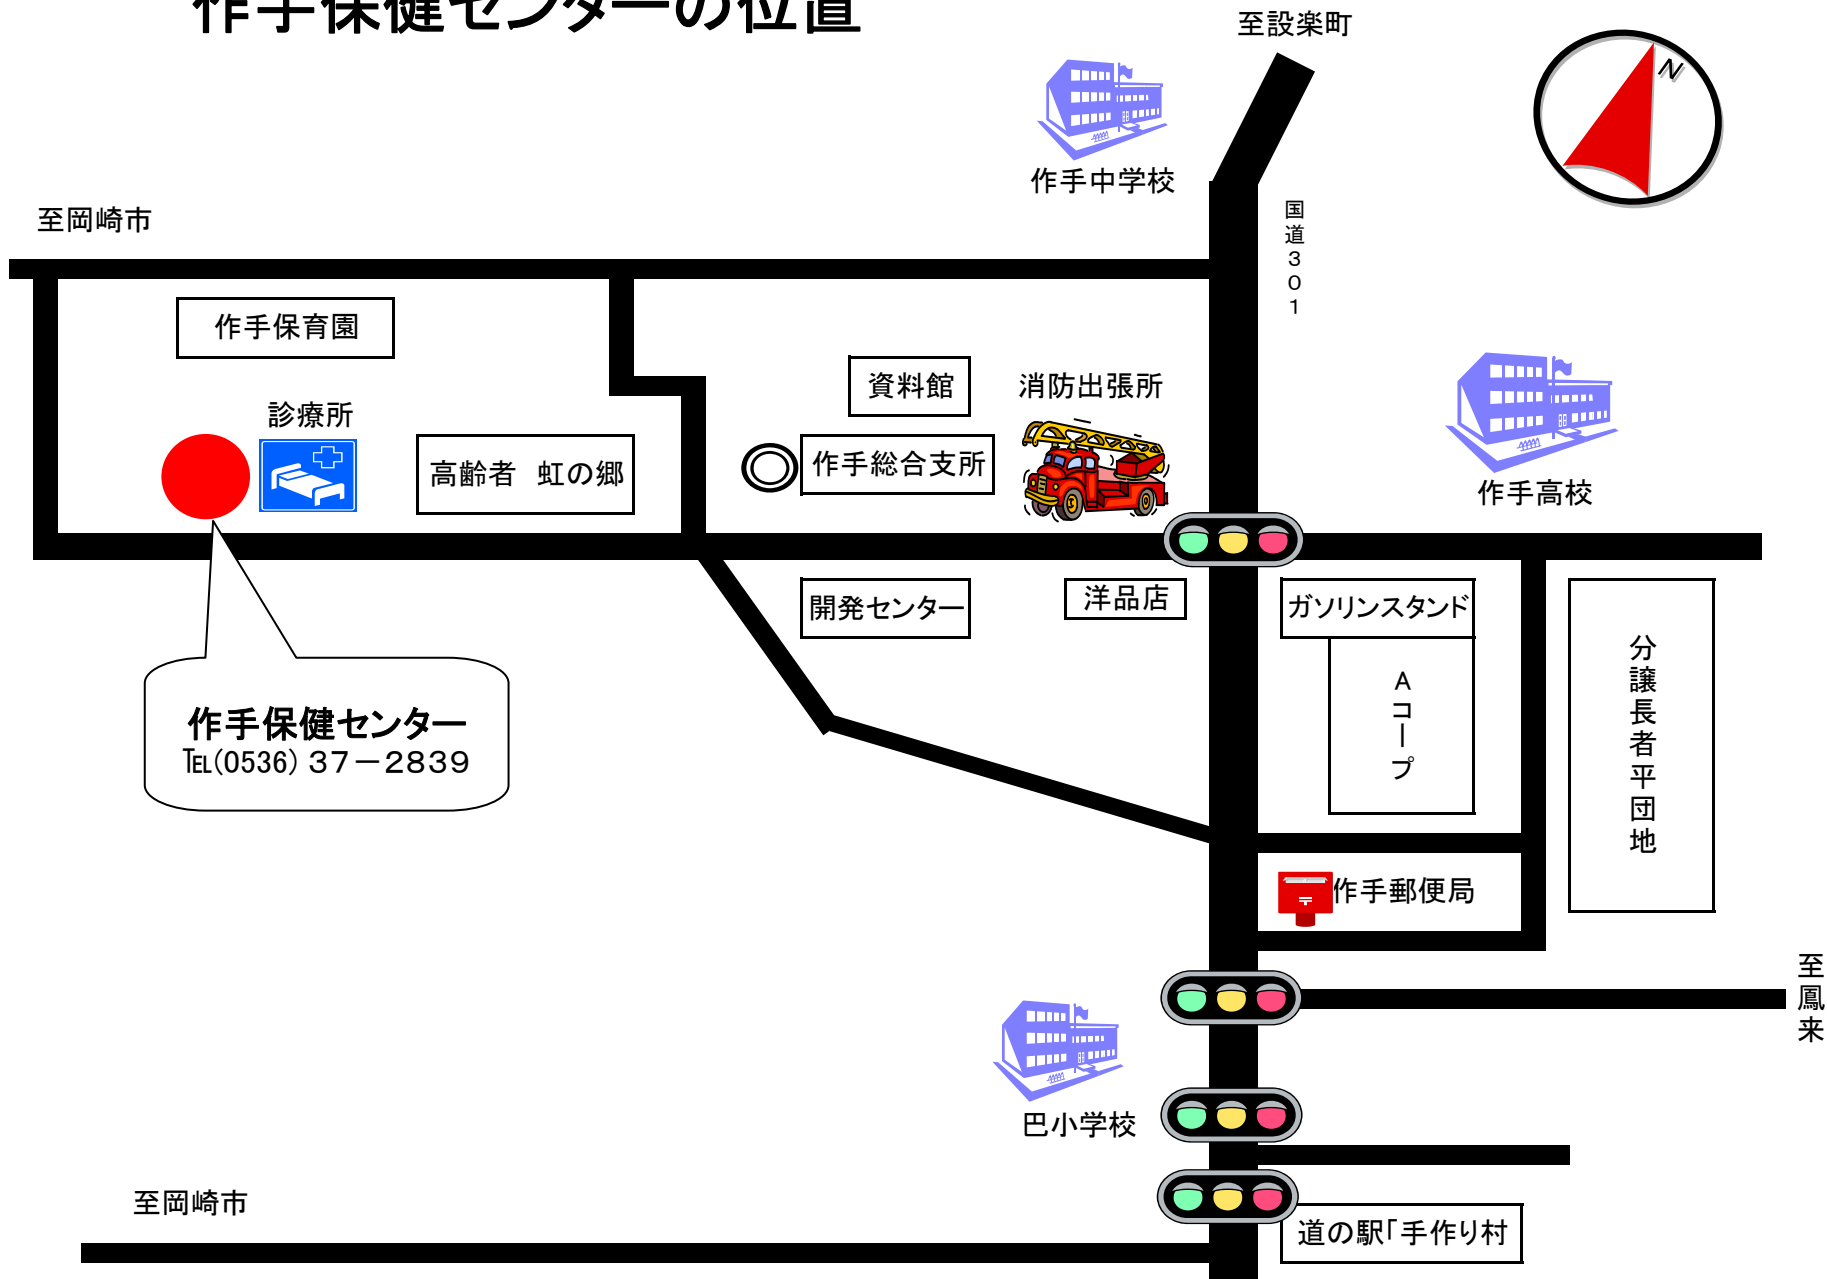 作手保健センターの位置
至設楽町
N
作手中学校
至岡崎市
国道301
作手保育園
資料館
消防出張所
診療所
高齢者　虹の郷
作手総合支所
作手高校
開発センター
洋品店
ガソリンスタンド
Aコープ
分譲長者平団地
作手保健センター
℡(0536) 37－2839
作手郵便局
至鳳来
巴小学校
至岡崎市
道の駅「手作り村